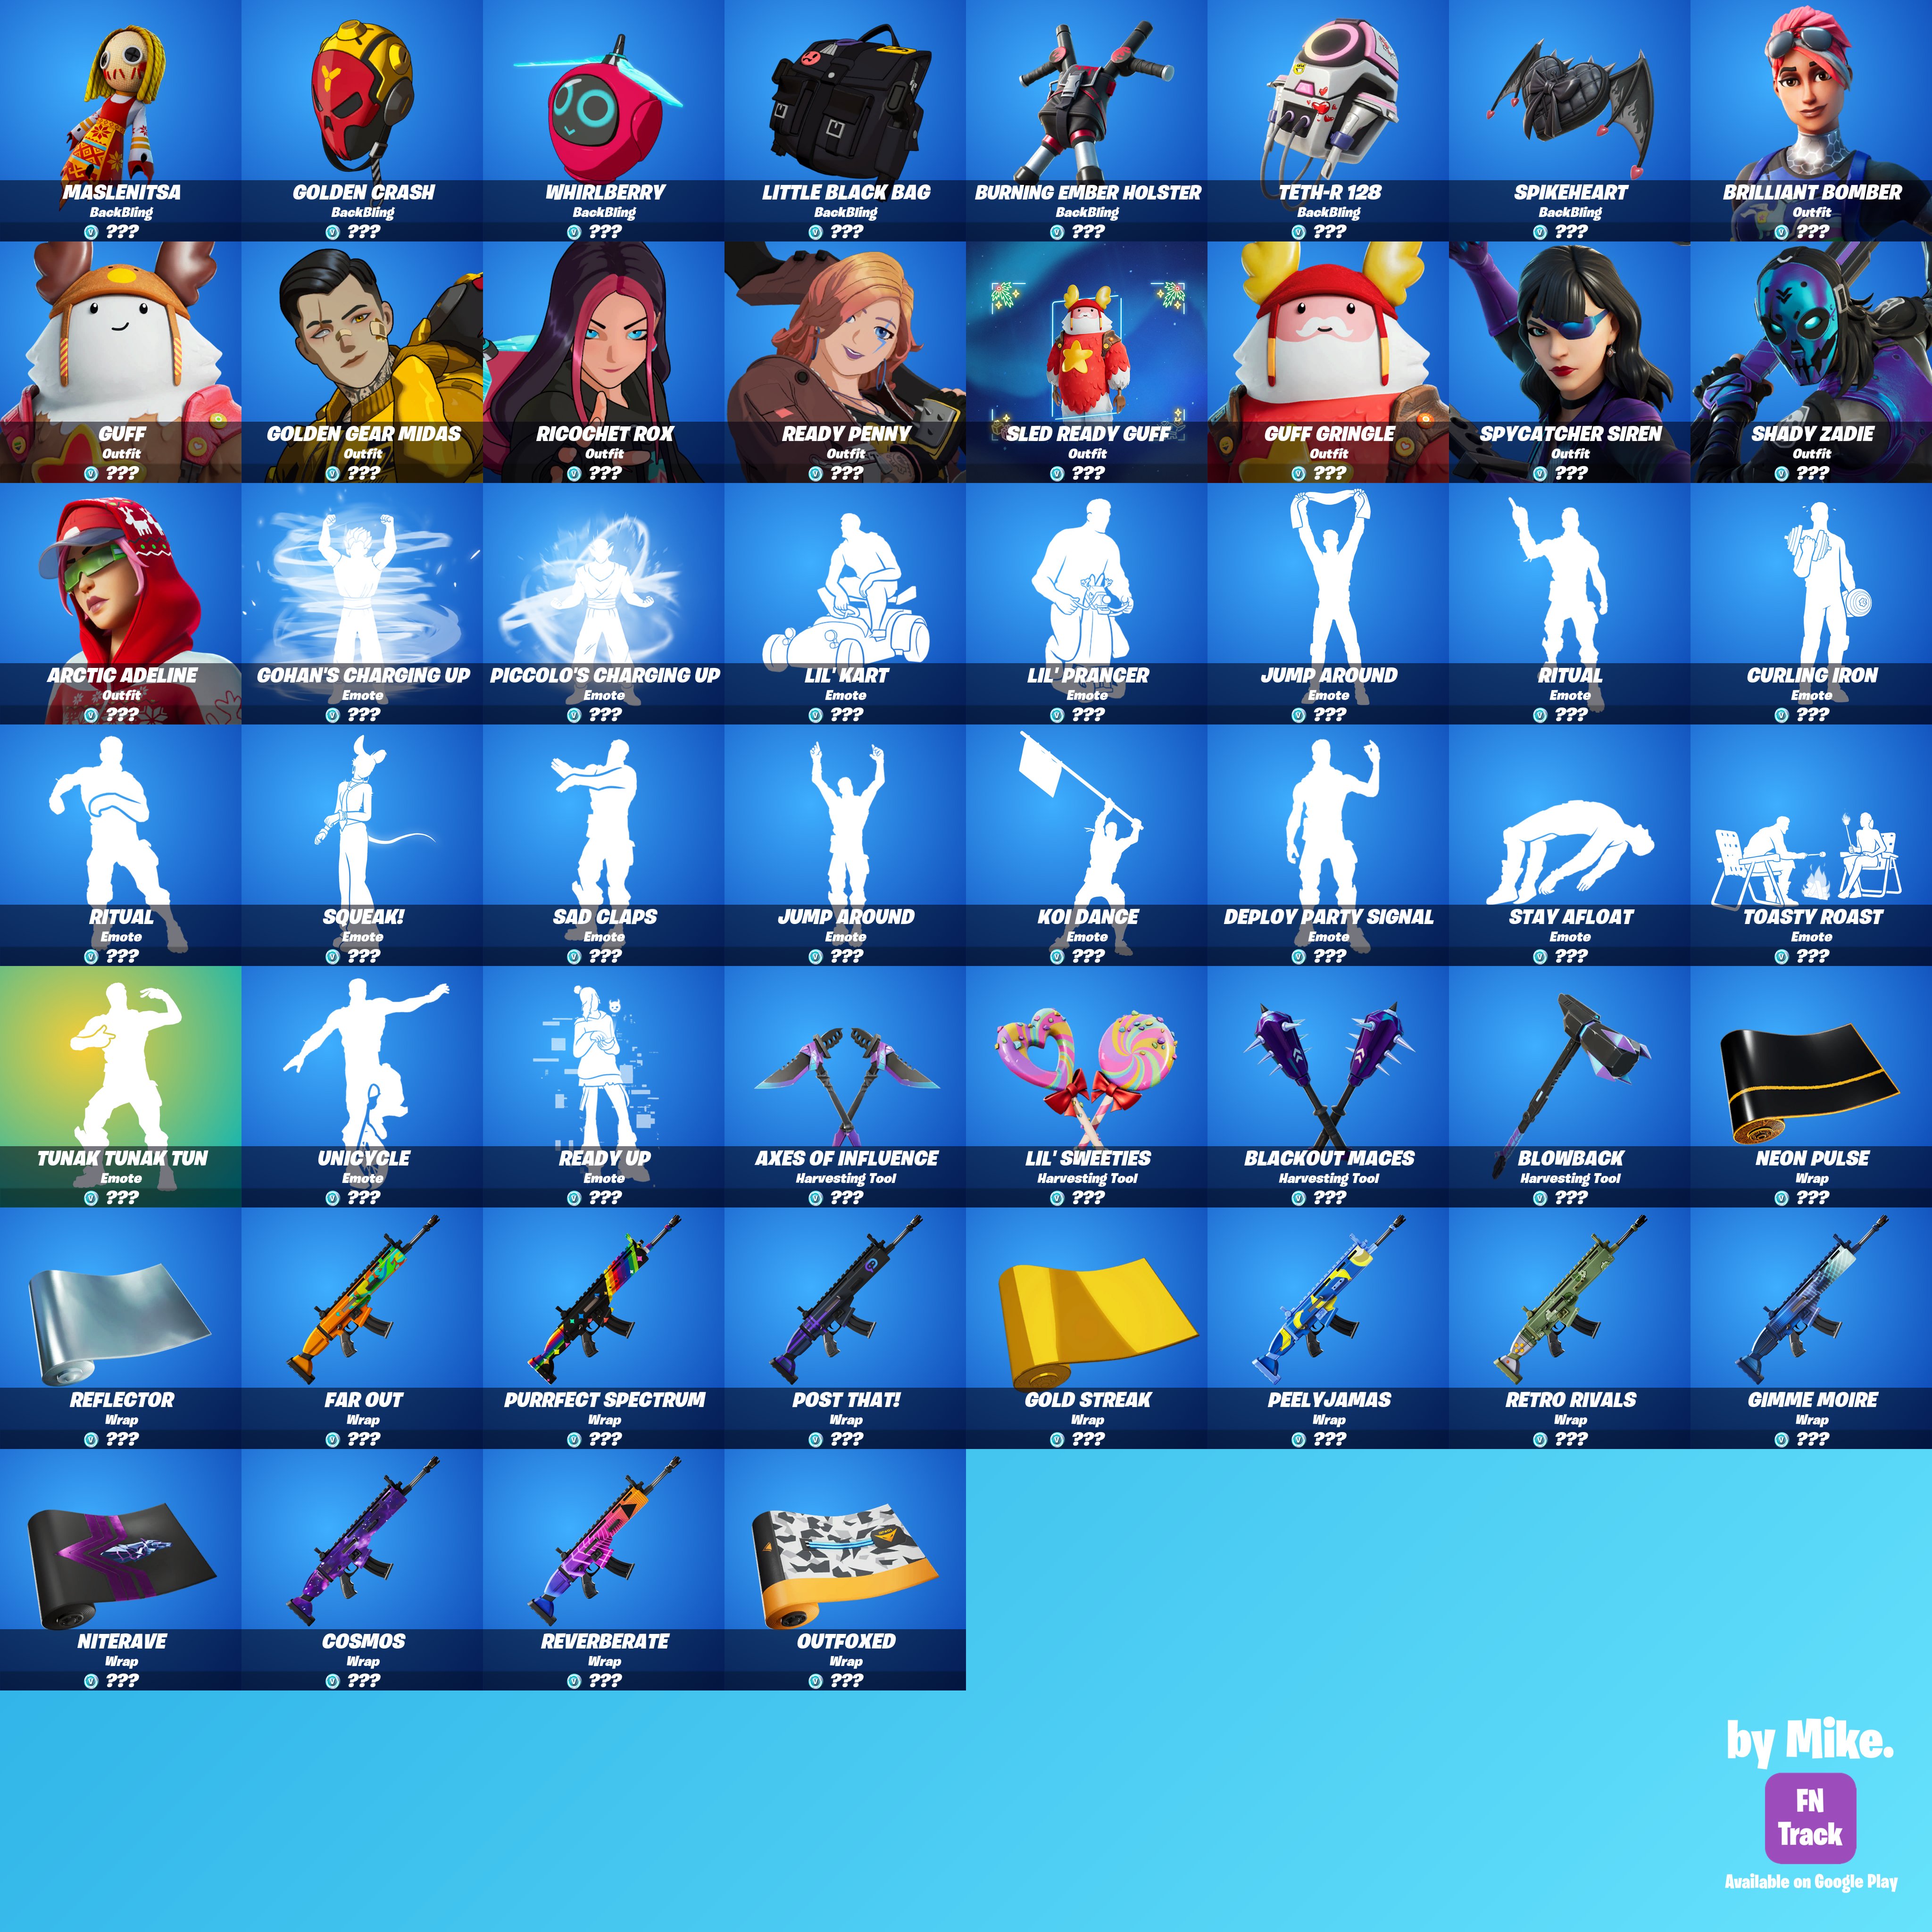 MASLENITSA
BackBling
???
GOLDEN CRASH
BackBling
???
WHIRLBERRY
BackBling
???
LITTLE BLACK BAG
BackBling
???
BURNING EMBER HOLSTER
BackBling
???
TETH-R 128
BackBling
???
SPIKEHEART
BackBling
???
BRILLIANT BOMBER
Outfit
???
GUFF
Outfit
???
GOLDEN GEAR MIDAS
Outfit
???
RICOCHET ROX
Outfit
???
READY PENNY
Outfit
???
SLED READY GUFF
Outfit
???
GUFF GRINGLE
Outfit
???
SPYCATCHER SIREN
Outfit
???
SHADY ZADIE
Outfit
???
ARCTIC ADELINE
Outfit
???
GOHAN'S CHARGING UP
Emote
???
PICCOLO'S CHARGING UP
Emote
???
LIL' KART
Emote
???
LIL' PRANCER
Emote
???
JUMP AROUND
Emote
???
RITUAL
Emote
???
CURLING IRON
Emote
???
RITUAL
Emote
???
SQUEAK!
Emote
???
SAD CLAPS
Emote
???
JUMP AROUND
Emote
???
KOI DANCE
Emote
???
DEPLOY PARTY SIGNAL
Emote
???
STAY AFLOAT
Emote
???
TOASTY ROAST
Emote
???
TUNAK TUNAK TUN
Emote
???
UNICYCLE
Emote
???
READY UP
Emote
???
AXES OF INFLUENCE
Harvesting Tool
???
LIL' SWEETIES
Harvesting Tool
???
BLACKOUT MACES
Harvesting Tool
???
BLOWBACK
Harvesting Tool
???
NEON PULSE
Wrap
???
REFLECTOR
Wrap
???
FAR OUT
Wrap
???
PURRFECT SPECTRUM
Wrap
???
POST THAT!
Wrap
???
GOLD STREAK
Wrap
???
PEELYJAMAS
Wrap
???
RETRO RIVALS
Wrap
???
GIMME MOIRE
Wrap
???
NITERAVE
Wrap
???
COSMOS
Wrap
???
REVERBERATE
Wrap
???
OUTFOXED
Wrap
???
by Mike.
FN
Track
Available on Google Play